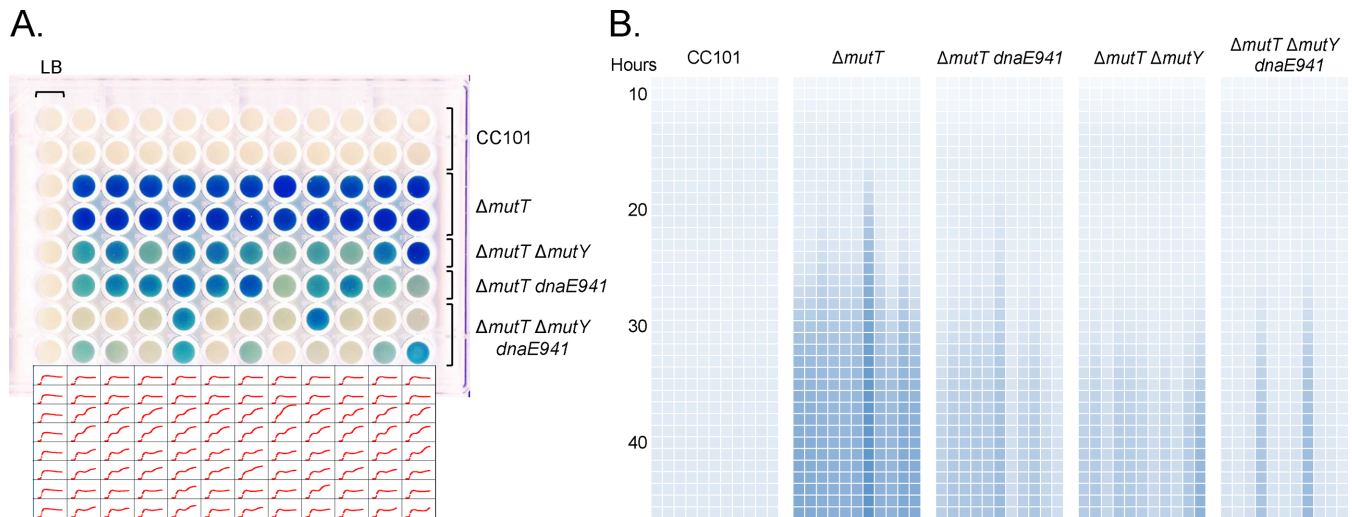 A.
LB
CC101
ΔmutT
ΔmutT ΔmutY
ΔmutT dnaE941
ΔmutT ΔmutY
dnaE941
B.
Hours
CC101
ΔmutT
ΔmutT dnaE941
ΔmutT ΔmutY
ΔmutT ΔmutY
dnaE941
10
20
30
40